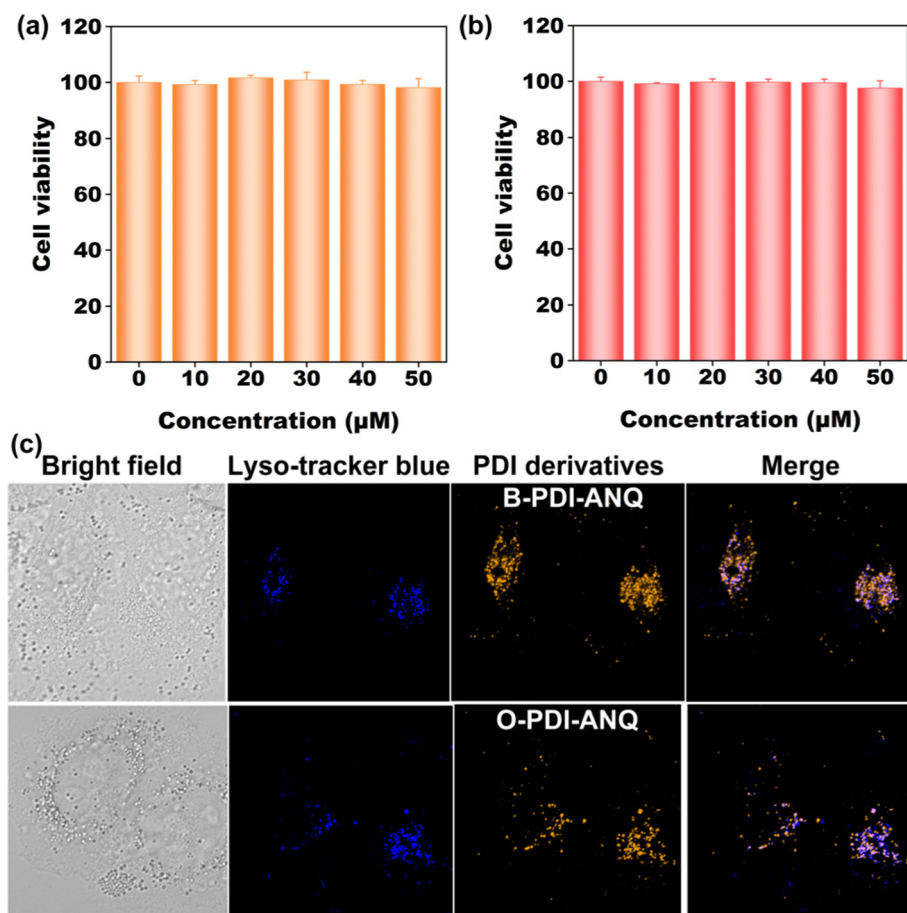 (a)
120
100
80
60
40
20
0
Cell viability
0 10 20 30 40 50
Concentration (µM)
(b)
120
100
80
60
40
20
0
Cell viability
0 10 20 30 40 50
Concentration (µM)
(c)
Bright field Lyso-tracker blue PDI derivatives Merge
B-PDI-ANQ
O-PDI-ANQ